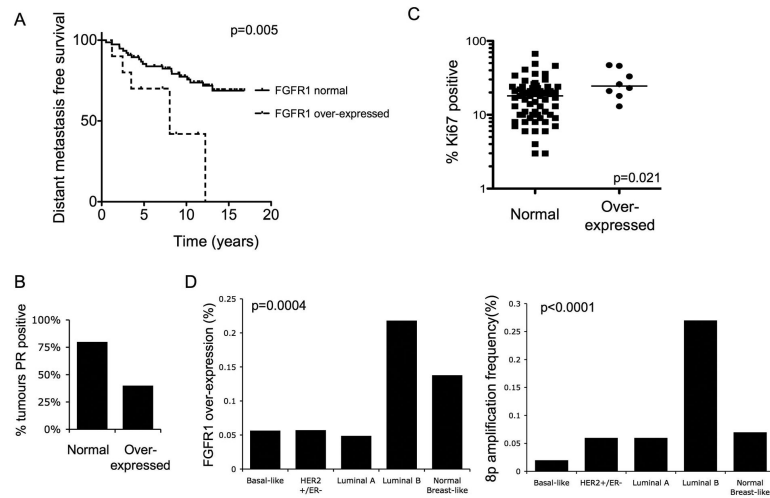 A
p=0.005
Distant metastasis free survival
100
50
0
FGFR1 normal
FGFR1 over-expressed
0 5 10 15 20
Time (years)
C
% Ki67 positive
100
10
1
p=0.021
Normal
Over-
expressed
B
% tumours PR positive
100%
75%
50%
25%
0%
Normal
Over-
expressed
D
FGFR1 over-expression (%)
p=0.0004
0.25
0.2
0.15
0.1
0.05
0
Basal-like
HER2
+/ER-
Luminal A
Luminal B
Normal
Breast-like
8p amplification frequency(%)
p<0.0001
0.3
0.25
0.2
0.15
0.1
0.05
0
Basal-like
HER2+/ER-
Luminal A
Luminal B
Normal
Breast-like